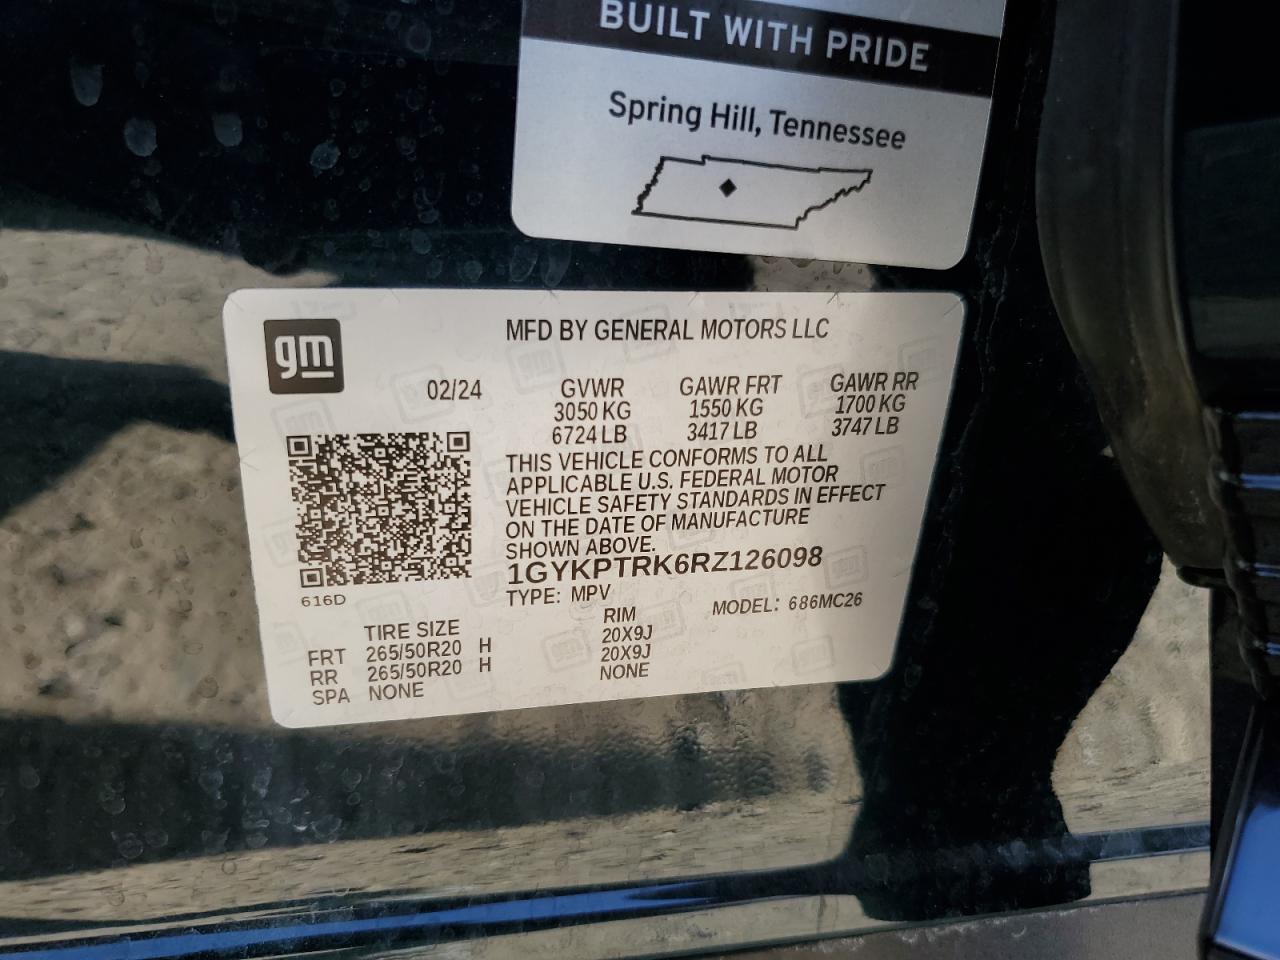 BUILT WITH PRIDE
Spring Hill, Tennessee
gm
MFD BY GENERAL MOTORS LLC
02/24 GVWR GAWR FRT GAWR RR
3050 KG 1550 KG 1700 KG
6724 LB 3417 LB 3747 LB
THIS VEHICLE CONFORMS TO ALL
APPLICABLE U.S. FEDERAL MOTOR
VEHICLE SAFETY STANDARDS IN EFFECT
ON THE DATE OF MANUFACTURE
SHOWN ABOVE.
1GYKPTRK6RZ126098
616D
TYPE: MPV MODEL: 686MC26
TIRE SIZE RIM
FRT 265/50R20 H 20X9J
RR 265/50R20 H 20X9J
SPA NONE NONE